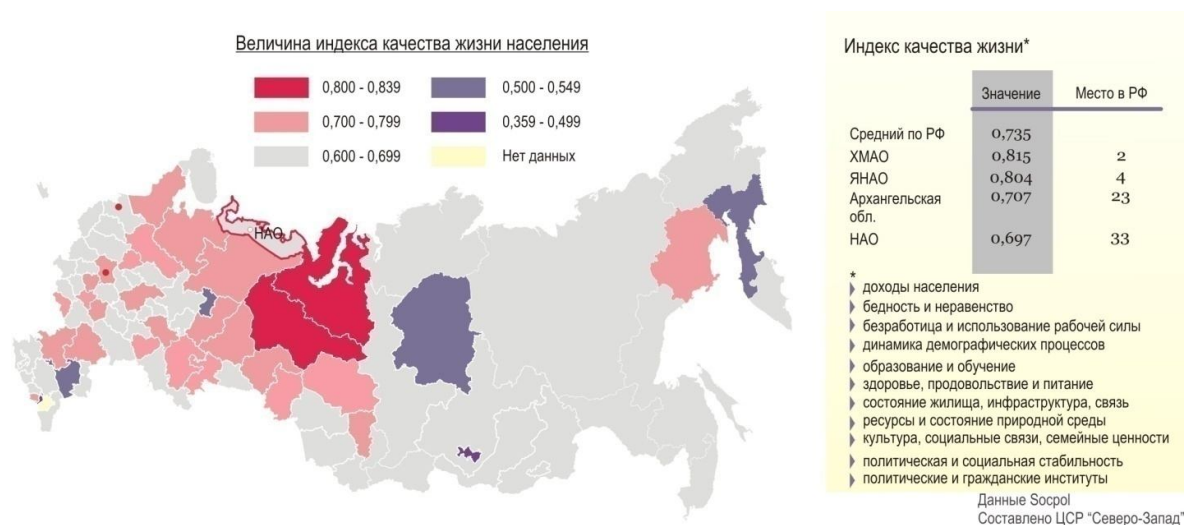 Величина индекса качества жизни населения
0,800 - 0,839
0,700 - 0,799
0,600 - 0,699
0,500 - 0,549
0,359 - 0,499
Нет данных
НАО
Индекс качества жизни*
Значение Место в РФ
Средний по РФ 0,735
ХМАО 0,815 2
ЯНАО 0,804 4
Архангельская 0,707 23
обл.
НАО 0,697 33
*
доходы населения
бедность и неравенство
безработица и использование рабочей силы
динамика демографических процессов
образование и обучение
здоровье, продовольствие и питание
состояние жилища, инфраструктура, связь
ресурсы и состояние природной среды
культура, социальные связи, семейные ценности
политическая и социальная стабильность
политические и гражданские институты
Данные Socpol
Составлено ЦСР "Северо-Запад"